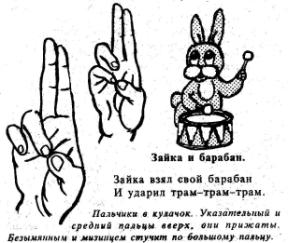 Зайка и барабан.
Зайка взял свой барабан
И ударил трам-трам-трам.
Пальчики в кулачок. Указательный и
средний пальцы вверх, они прижаты.
Безымянным и мизинцем стучит по большому пальцу.